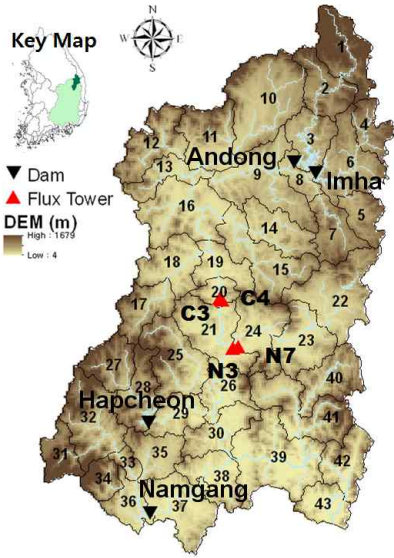 Key Map
N
W
E
S
Dam
Flux Tower
DEM (m)
High : 1679
Low : 4
1
2
10
3
4
11
12
Andong
6
13
9
8
Imha
16
5
7
14
18
19
15
20
C4
22
17
C3
21
24
23
N7
27
25
N3
28
26
40
Hapcheon
32
29
41
30
31
33
35
39
42
34
38
36
Namgang
37
43